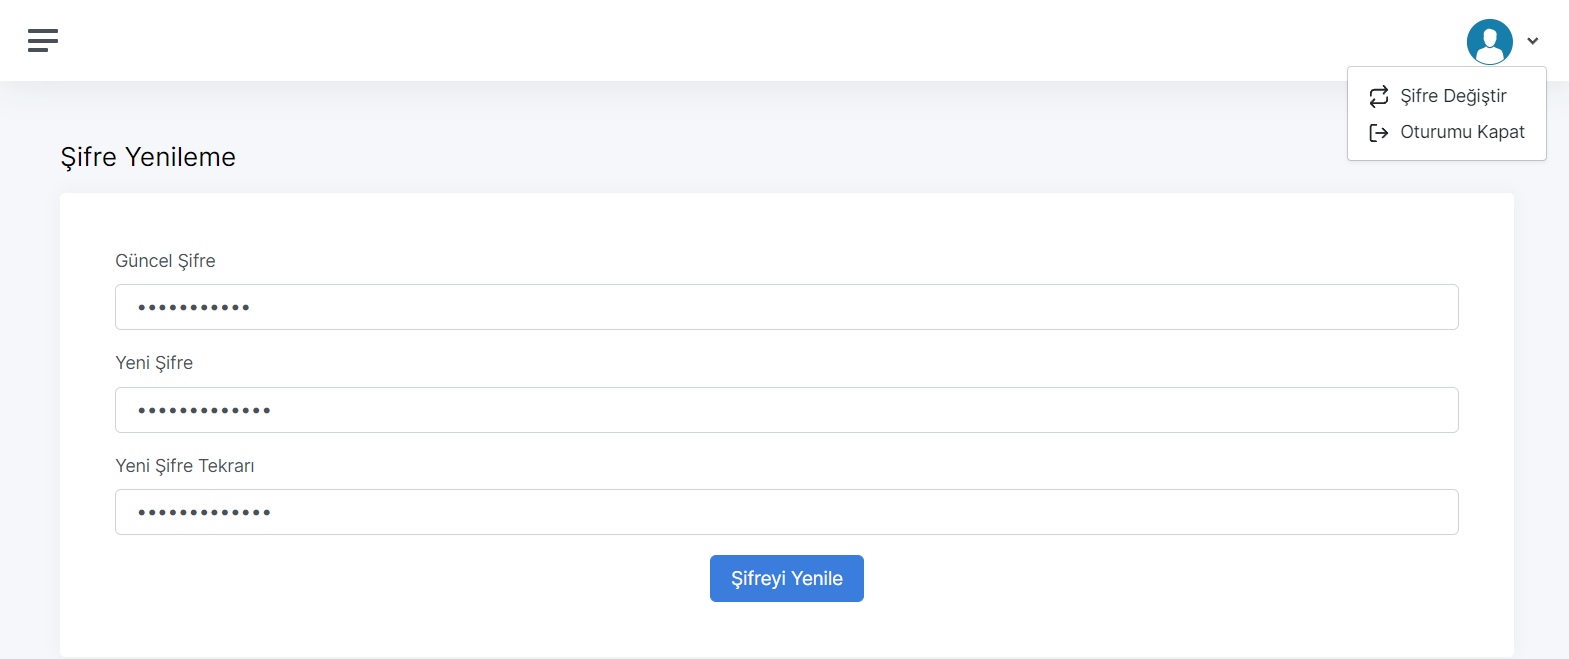 Şifre Değiştir
Oturumu Kapat
Şifre Yenileme
Güncel Şifre
•••••••••••
Yeni Şifre
•••••••••••••
Yeni Şifre Tekrarı
•••••••••••••
Şifreyi Yenile